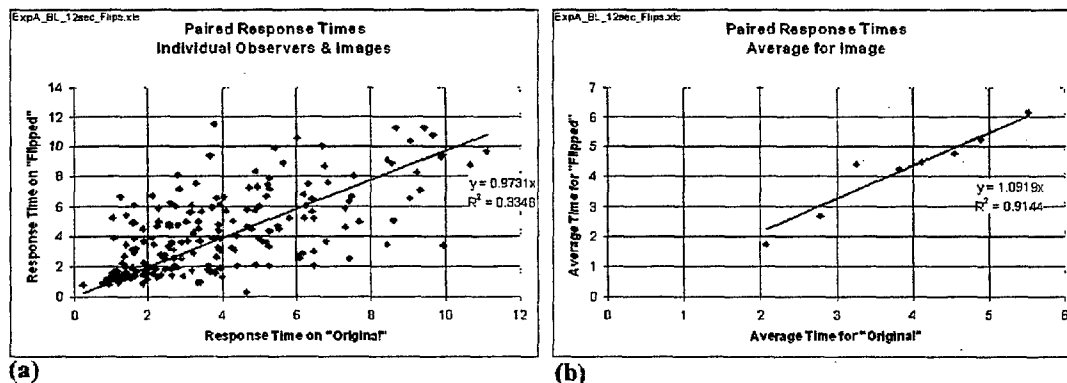 ExpA_BL_12sec_Flips.xls
Paired Response Times
Individual Observers & Images
Response Time on "Flipped"
14
12
10
8
6
4
2
0
y = 0.9731x
R² = 0.3348
0 2 4 6 8 10 12
Response Time on "Original"
(a)
ExpA_BL_12sec_Flips.xls
Paired Response Times
Average for Image
Average Time for "Flipped"
7
6
5
4
3
2
1
0
y = 1.0919x
R² = 0.9144
0 1 2 3 4 5 6
Average Time for "Original"
(b)